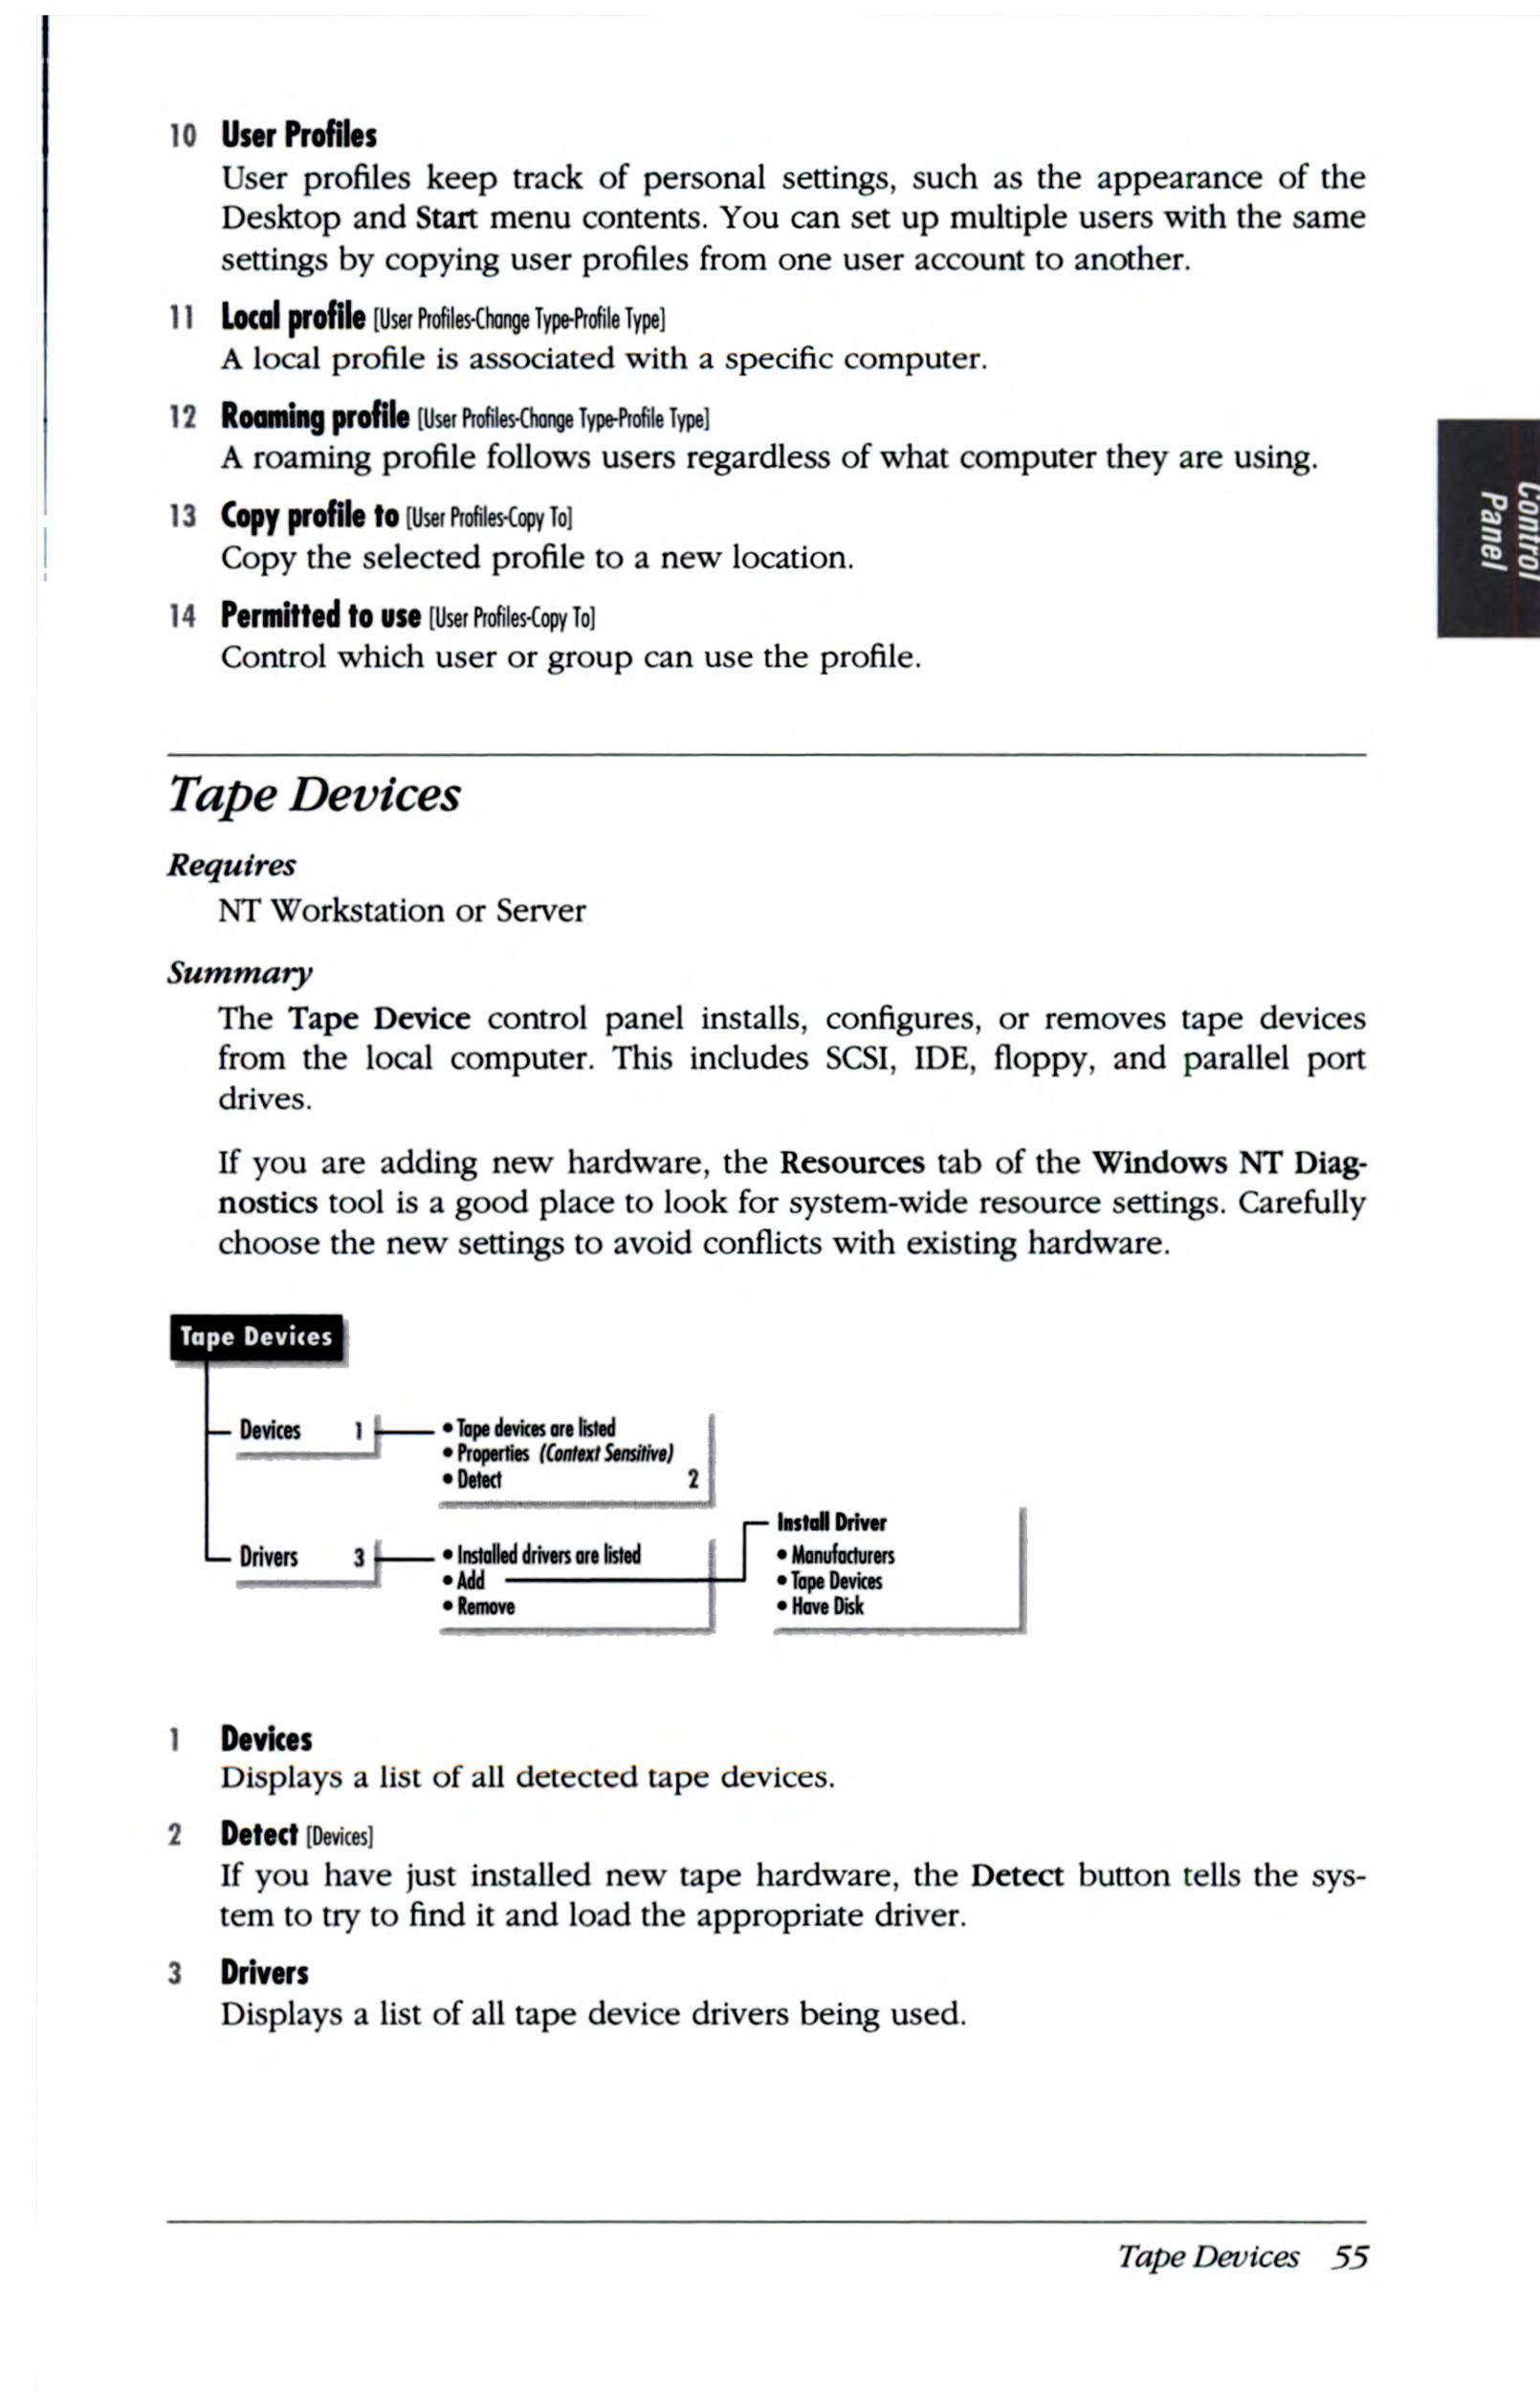 10 User Profiles
User profiles keep track of personal settings, such as the appearance of the
Desktop and Start menu contents. You can set up multiple users with the same
settings by copying user profiles from one user account to another.
11 Local profile [User Profiles-Change Type-Profile Type]
A local profile is associated with a specific computer.
12 Roaming profile [User Profiles-Change Type-Profile Type]
A roaming profile follows users regardless of what computer they are using.
13 Copy profile to [User Profiles-Copy To]
Copy the selected profile to a new location.
14 Permitted to use [User Profiles-Copy To]
Control which user or group can use the profile.
Control
Panel
Tape Devices
Requires
NT Workstation or Server
Summary
The Tape Device control panel installs, configures, or removes tape devices
from the local computer. This includes SCSI, IDE, floppy, and parallel port
drives.
If you are adding new hardware, the Resources tab of the Windows NT Diag-
nostics tool is a good place to look for system-wide resource settings. Carefully
choose the new settings to avoid conflicts with existing hardware.
Tape Devices
Devices 1
• Tape devices are listed
• Properties (Context Sensitive)
• Detect 2
Drivers 3
• Installed drivers are listed
• Add
• Remove
Install Driver
• Manufacturers
• Tape Devices
• Have Disk
1 Devices
Displays a list of all detected tape devices.
2 Detect [Devices]
If you have just installed new tape hardware, the Detect button tells the sys-
tem to try to find it and load the appropriate driver.
3 Drivers
Displays a list of all tape device drivers being used.
Tape Devices 55